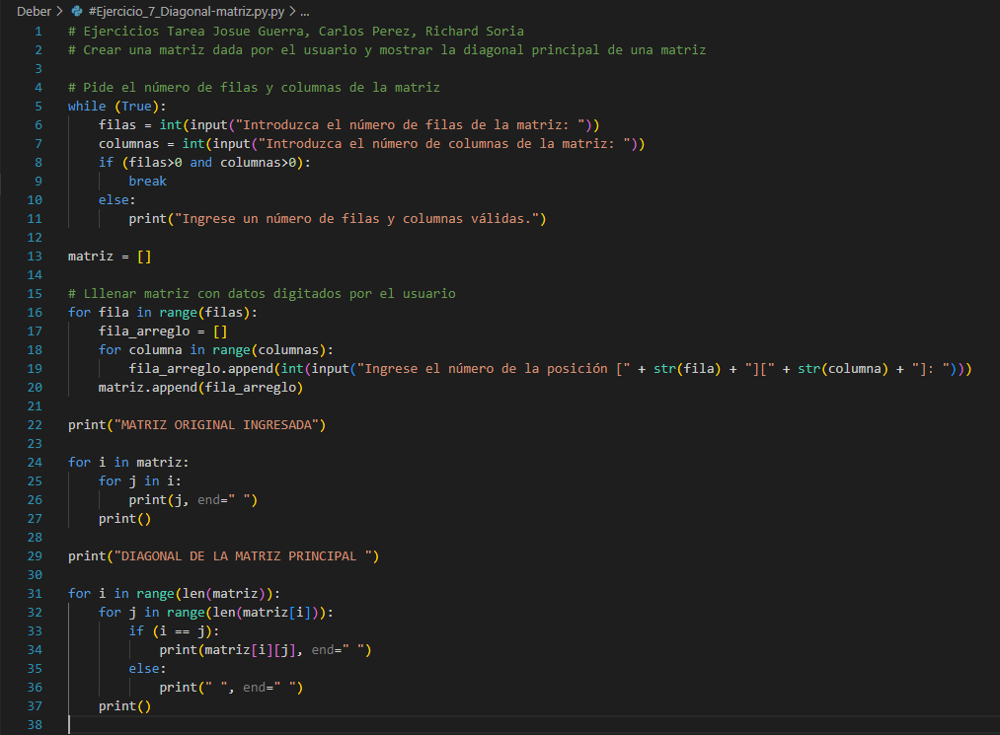 Deber > #Ejercicio_7_Diagonal-matriz.py.py > ...
1 # Ejercicios Tarea Josue Guerra, Carlos Perez, Richard Soria
2 # Crear una matriz dada por el usuario y mostrar la diagonal principal de una matriz
3
4 # Pide el número de filas y columnas de la matriz
5 while (True):
6     filas = int(input("Introduzca el número de filas de la matriz: "))
7     columnas = int(input("Introduzca el número de columnas de la matriz: "))
8     if (filas>0 and columnas>0):
9         break
10     else:
11         print("Ingrese un número de filas y columnas válidas.")
12
13 matriz = []
14
15 # Lllenar matriz con datos digitados por el usuario
16 for fila in range(filas):
17     fila_arreglo = []
18     for columna in range(columnas):
19         fila_arreglo.append(int(input("Ingrese el número de la posición [" + str(fila) + "][" + str(columna) + "]: ")))
20     matriz.append(fila_arreglo)
21
22 print("MATRIZ ORIGINAL INGRESADA")
23
24 for i in matriz:
25     for j in i:
26         print(j, end=" ")
27     print()
28
29 print("DIAGONAL DE LA MATRIZ PRINCIPAL ")
30
31 for i in range(len(matriz)):
32     for j in range(len(matriz[i])):
33         if (i == j):
34             print(matriz[i][j], end=" ")
35         else:
36             print(" ", end=" ")
37     print()
38